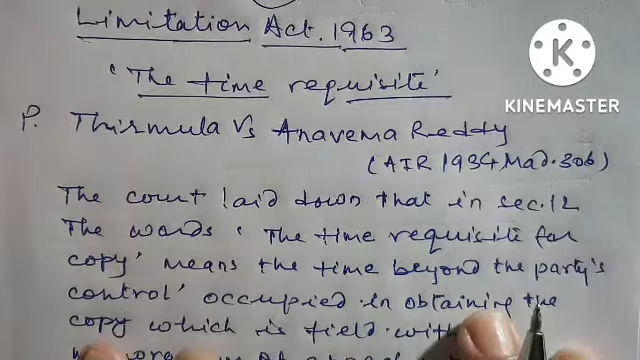 Limitation Act. 1963
'The time requisite'
P. Thirmula Vs Anavema Reddy
(AIR 1934 Mad. 306)
The court laid down that in sec. 12
The words 'The time requisite for
copy' means the time beyond the party's
control' occupied in obtaining the
copy which is field with
K
KINEMASTER